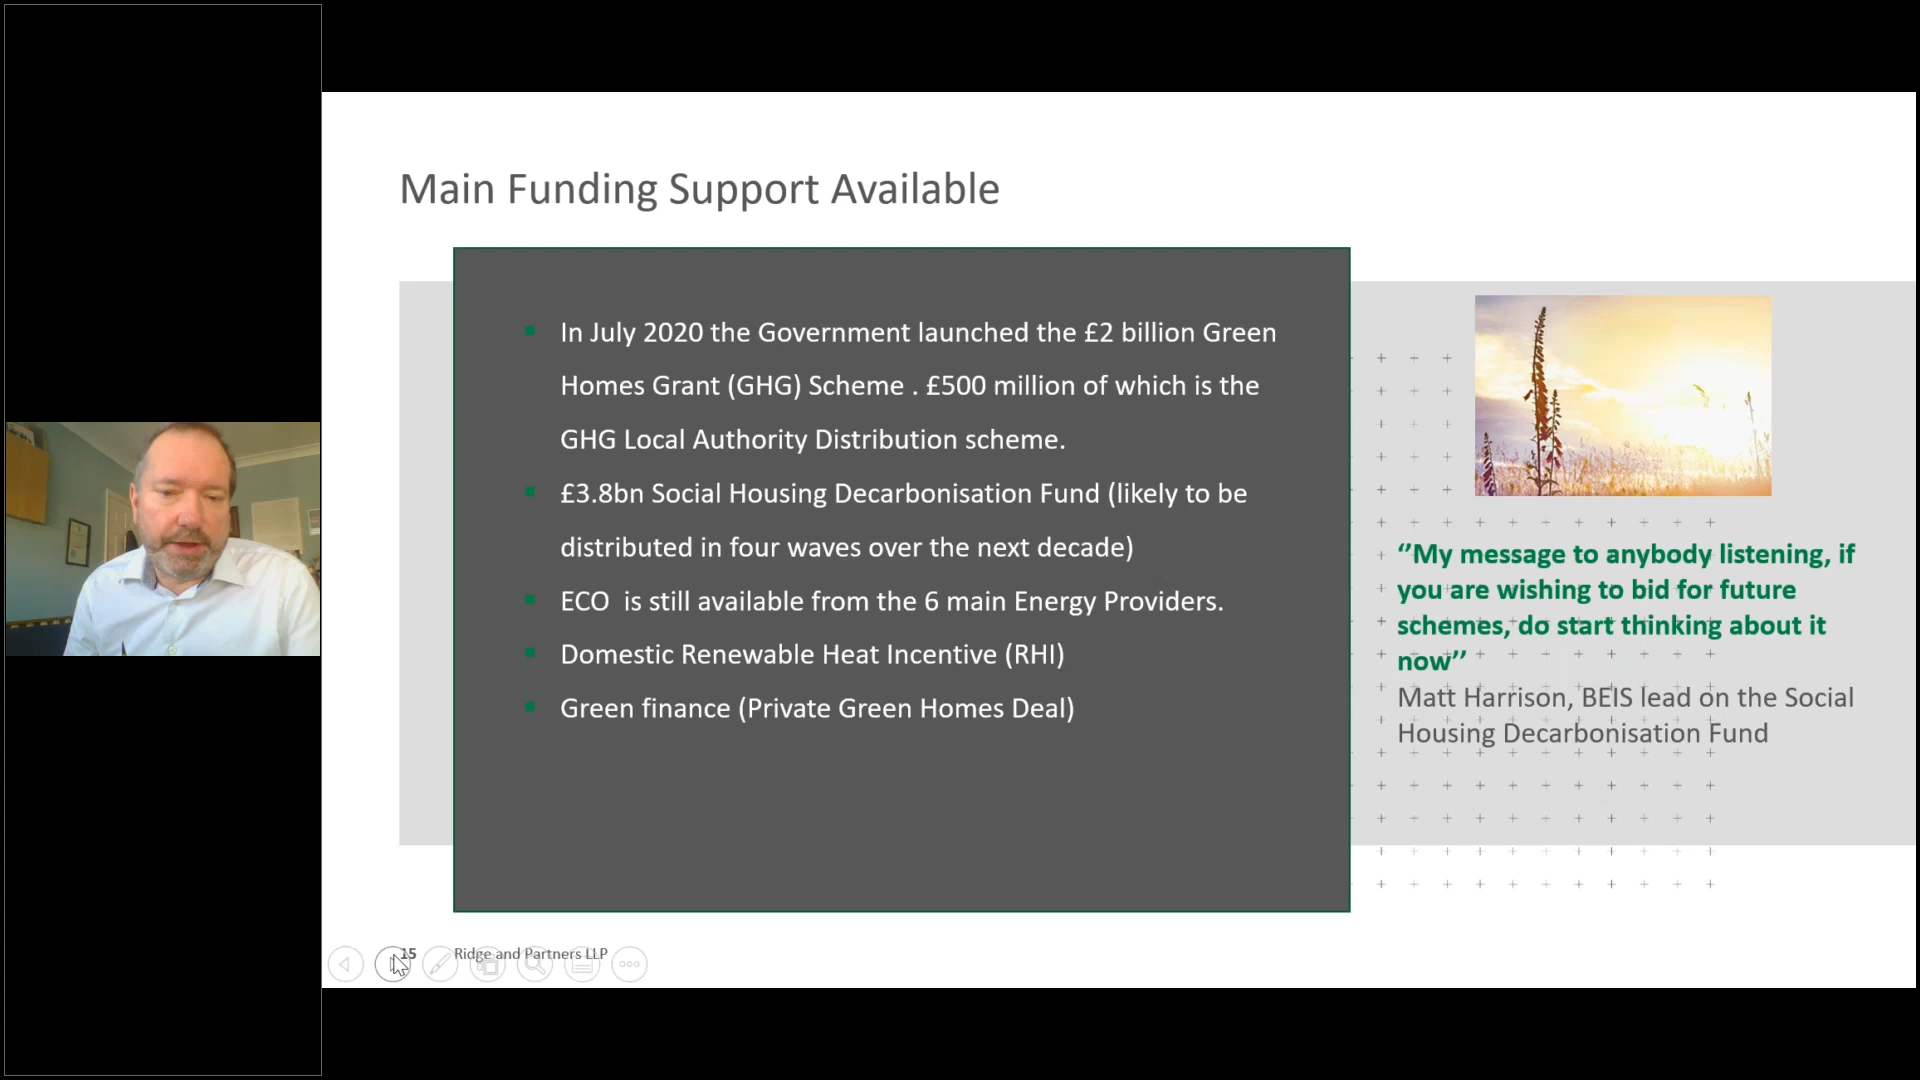 Main Funding Support Available
In July 2020 the Government launched the £2 billion Green
Homes Grant (GHG) Scheme . £500 million of which is the
GHG Local Authority Distribution scheme.
£3.8bn Social Housing Decarbonisation Fund (likely to be
distributed in four waves over the next decade)
ECO  is still available from the 6 main Energy Providers.
Domestic Renewable Heat Incentive (RHI)
Green finance (Private Green Homes Deal)
‘’My message to anybody listening, if
you are wishing to bid for future
schemes, do start thinking about it
now’’
Matt Harrison, BEIS lead on the Social
Housing Decarbonisation Fund
15 Ridge and Partners LLP